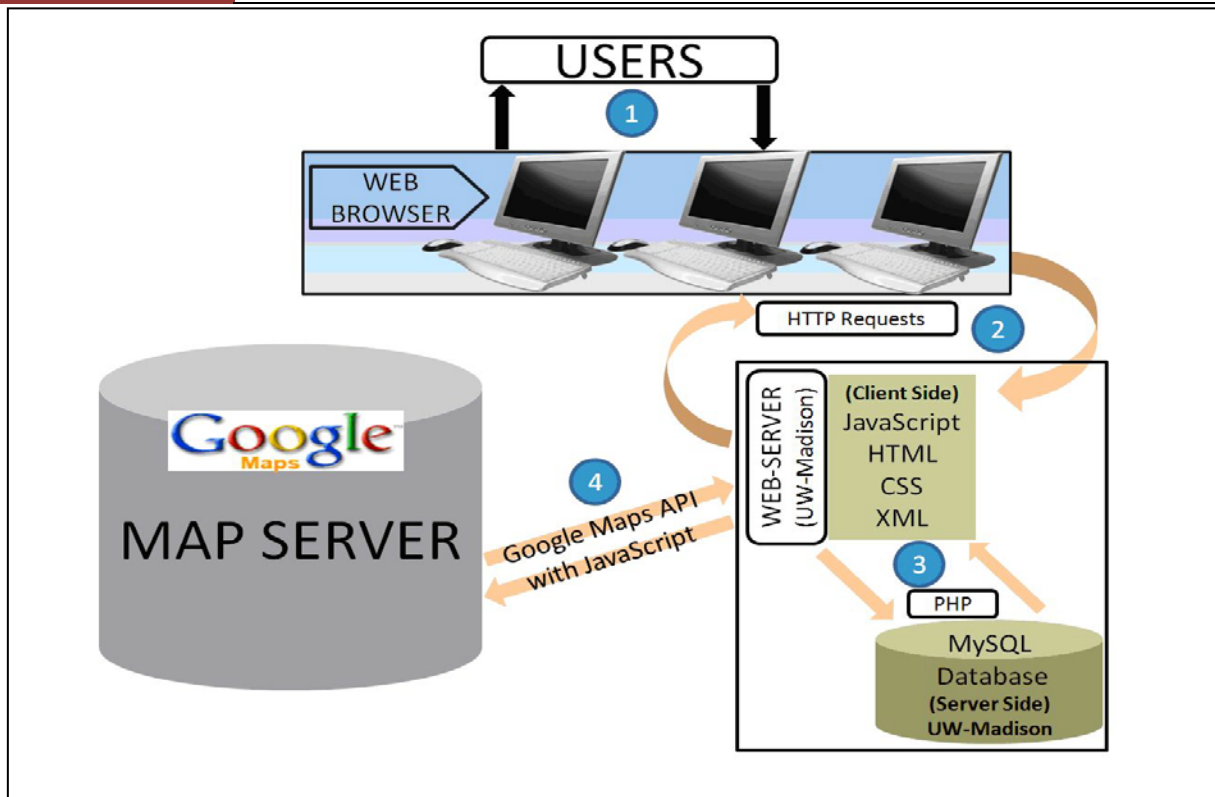 USERS
1
WEB
BROWSER
HTTP Requests
2
Google™
Maps
MAP SERVER
4
Google Maps API
with JavaScript
WEB-SERVER
(UW-Madison)
(Client Side)
JavaScript
HTML
CSS
XML
3
PHP
MySQL
Database
(Server Side)
UW-Madison